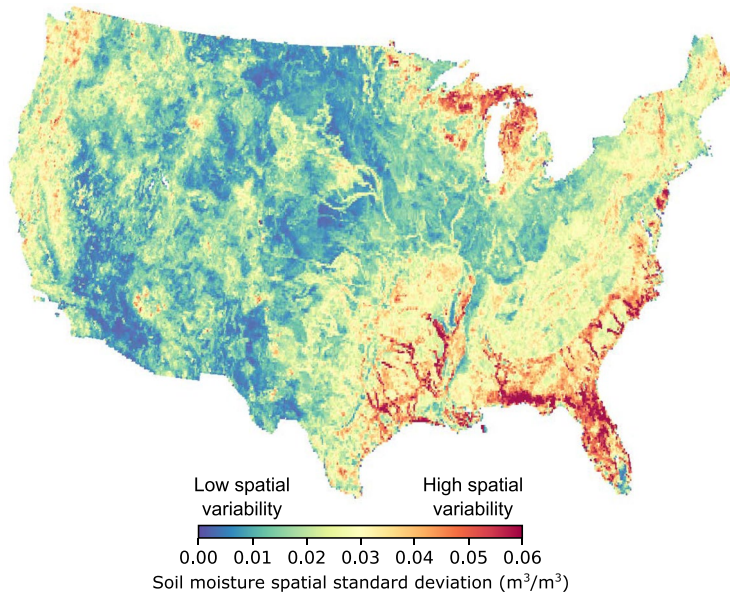 Low spatial
variability
High spatial
variability
0.00 0.01 0.02 0.03 0.04 0.05 0.06
Soil moisture spatial standard deviation (m³/m³)